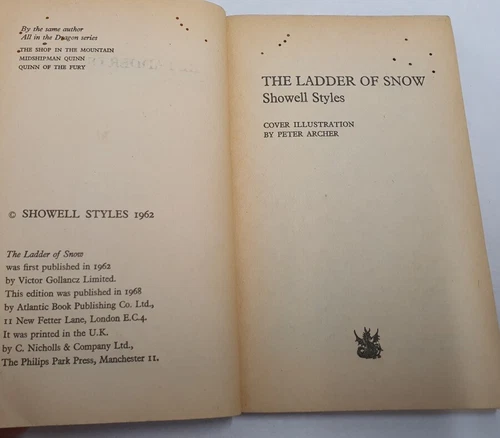 By the same author
All in the Dragon series
THE SHOP IN THE MOUNTAIN
MIDSHIPMAN QUINN
QUINN OF THE FURY
© SHOWELL STYLES 1962
The Ladder of Snow
was first published in 1962
by Victor Gollancz Limited.
This edition was published in 1968
by Atlantic Book Publishing Co. Ltd.,
11 New Fetter Lane, London E.C.4.
It was printed in the U.K.
by C. Nicholls & Company Ltd.,
The Philips Park Press, Manchester 11.
THE LADDER OF SNOW
Showell Styles
COVER ILLUSTRATION
BY PETER ARCHER